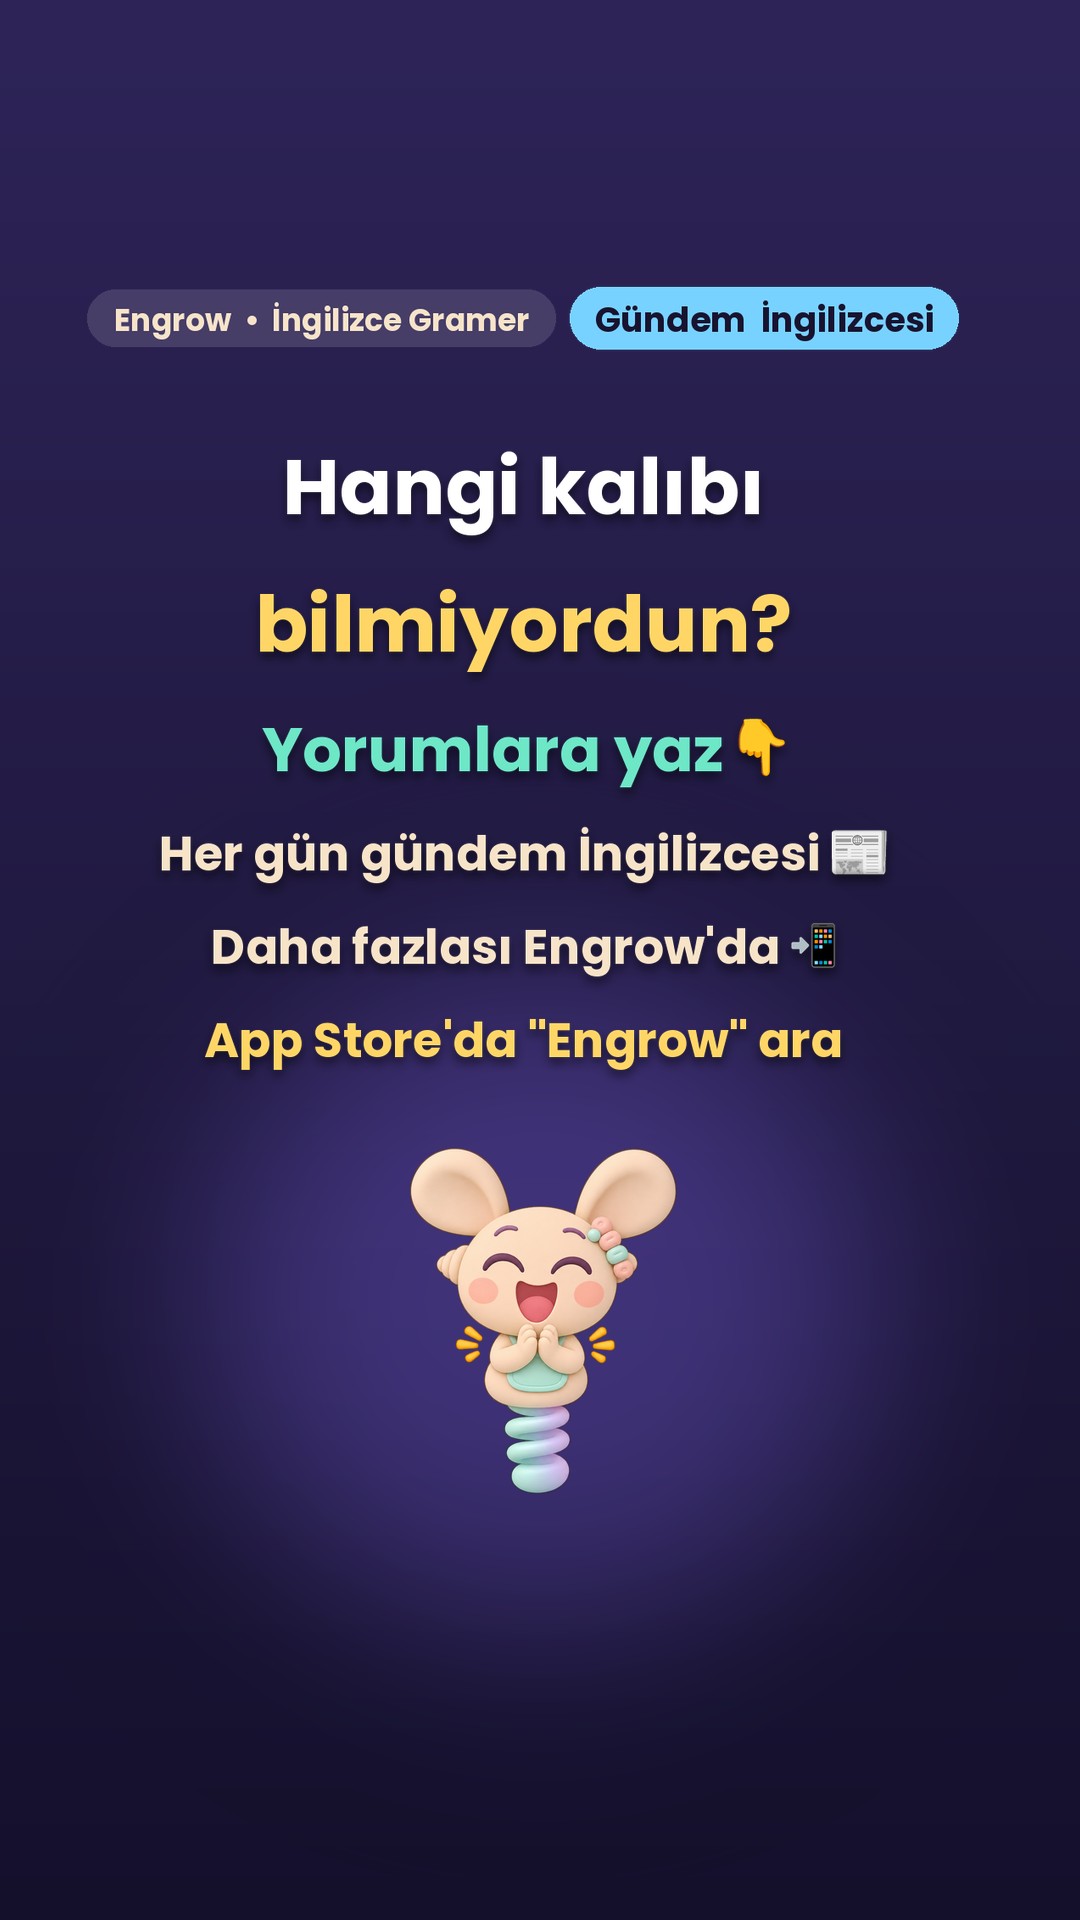 Engrow • İngilizce Gramer
Gündem İngilizcesi
Hangi kalıbı
bilmiyordun?
Yorumlara yaz 👇
Her gün gündem İngilizcesi 📰
Daha fazlası Engrow'da 📲
App Store'da "Engrow" ara